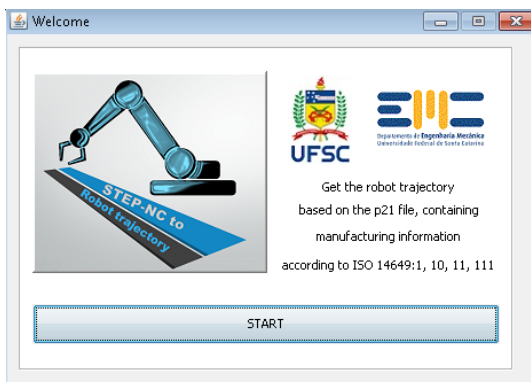 Welcome
STEP-NC to
Robot trajectory
UFSC
EMC
Departamento de Engenharia Mecânica
Universidade Federal de Santa Catarina
Get the robot trajectory
based on the p21 file, containing
manufacturing information
according to ISO 14649:1, 10, 11, 111
START